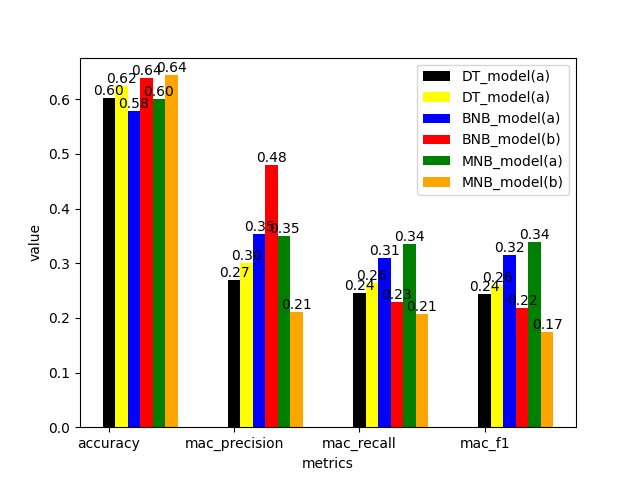 DT_model(a)
DT_model(a)
BNB_model(a)
BNB_model(b)
MNB_model(a)
MNB_model(b)
0.60
0.62
0.58
0.64
0.60
0.64
0.27
0.30
0.35
0.48
0.35
0.21
0.24
0.26
0.31
0.23
0.34
0.21
0.24
0.26
0.32
0.22
0.34
0.17
value
0.6
0.5
0.4
0.3
0.2
0.1
0.0
accuracy
mac_precision
mac_recall
mac_f1
metrics